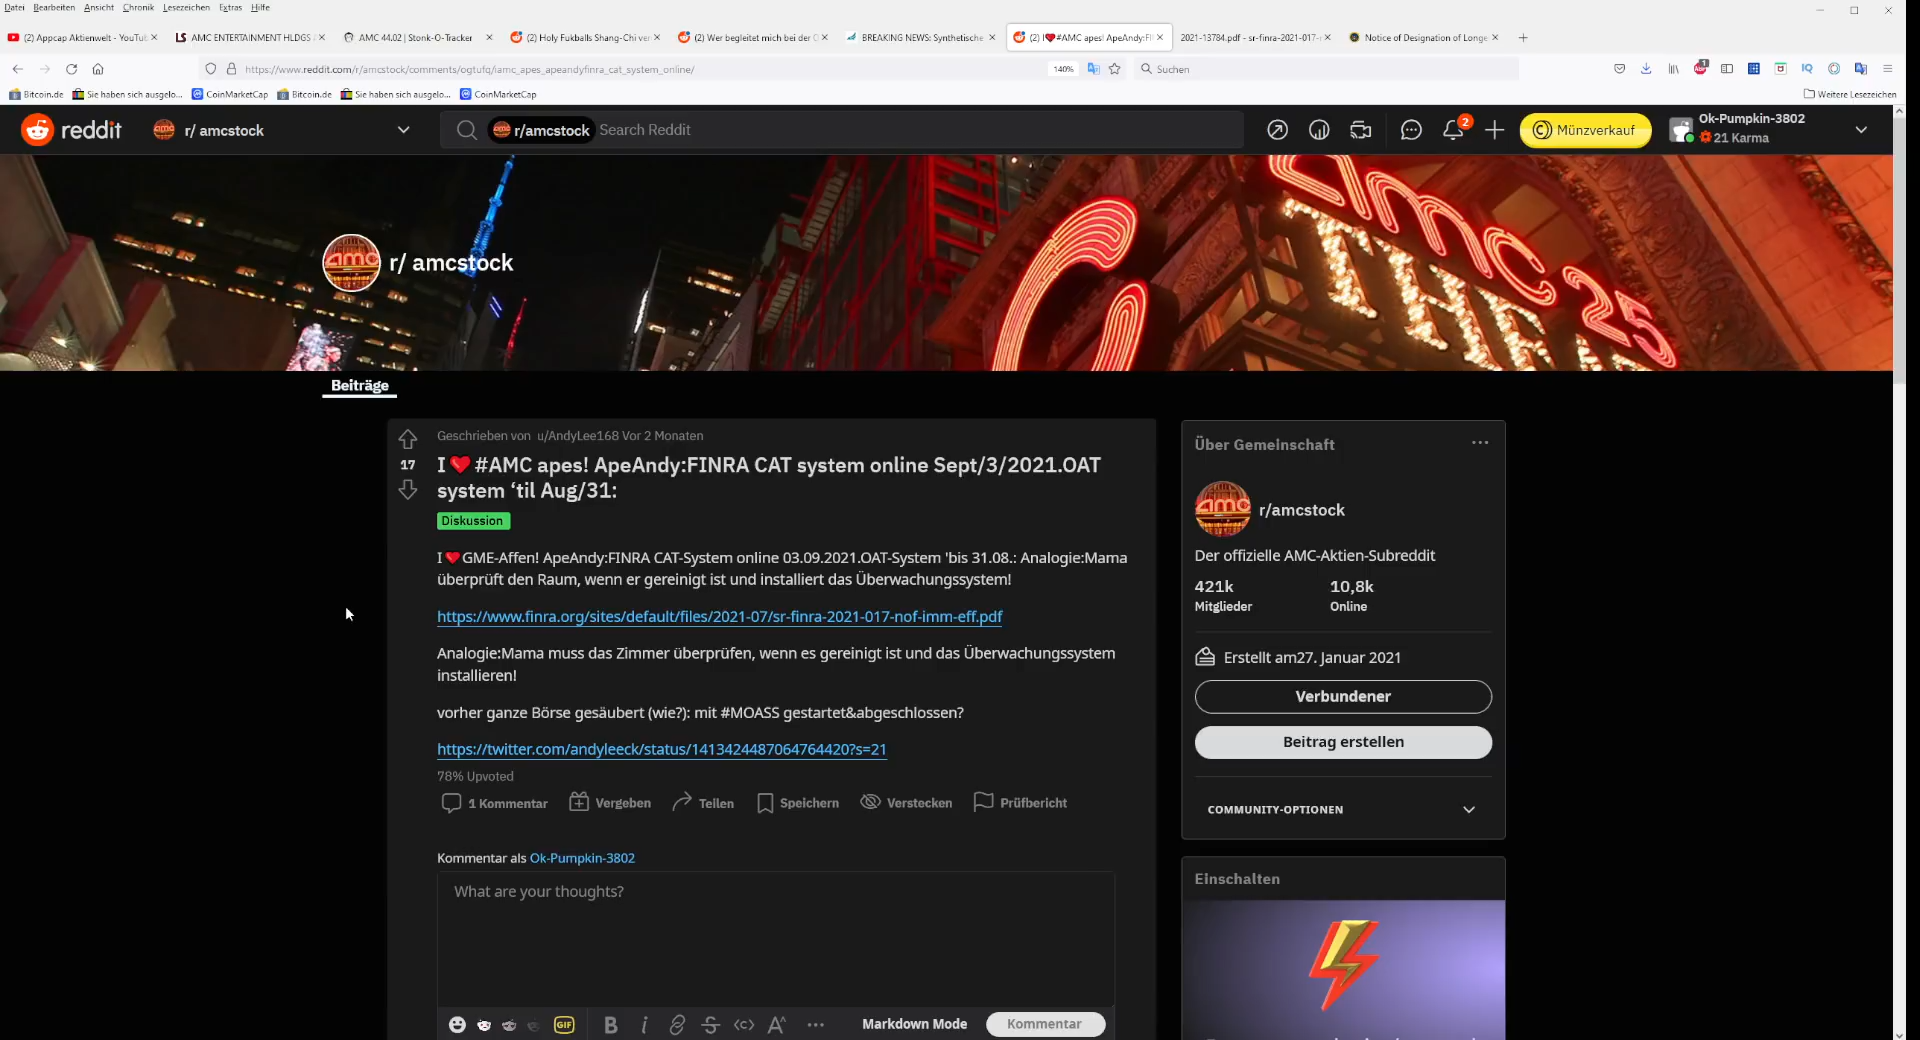 Datei Bearbeiten Ansicht Chronik Lesezeichen Extras Hilfe
(2) Appcap Aktienwelt - YouTub
AMC ENTERTAINMENT HLDGS
AMC 44,02 | Stonk-O-Tracker
(2) Holy Fukballs Shang-Chi ver
(2) Wer begleitet mich bei der
BREAKING NEWS: Synthetische
(2) I❤️#AMC apes! ApeAndy:FI
2021-13784.pdf - sr-finra-2021-017-
Notice of Designation of Longe
https://www.reddit.com/r/amcstock/comments/ogtufq/iamc_apes_apeandyfinra_cat_system_online/
140%
Suchen
Bitcoin.de Sie haben sich ausgelo... CoinMarketCap Bitcoin.de Sie haben sich ausgelo... CoinMarketCap
Weitere Lesezeichen
reddit
r/ amcstock
r/amcstock Search Reddit
2
Münzverkauf
Ok-Pumpkin-3802
21 Karma
r/ amcstock
amc 25
Beiträge
Geschrieben von u/AndyLee168 Vor 2 Monaten
17
I❤️#AMC apes! ApeAndy:FINRA CAT system online Sept/3/2021.OAT
system ‘til Aug/31:
Diskussion
I❤️GME-Affen! ApeAndy:FINRA CAT-System online 03.09.2021.OAT-System 'bis 31.08.: Analogie:Mama
überprüft den Raum, wenn er gereinigt ist und installiert das Überwachungssystem!
https://www.finra.org/sites/default/files/2021-07/sr-finra-2021-017-nof-imm-eff.pdf
Analogie:Mama muss das Zimmer überprüfen, wenn es gereinigt ist und das Überwachungssystem
installieren!
vorher ganze Börse gesäubert (wie?): mit #MOASS gestartet&abgeschlossen?
https://twitter.com/andyleeck/status/1413424487064764420?s=21
78% Upvoted
1 Kommentar Vergeben Teilen Speichern Verstecken Prüfbericht
Kommentar als Ok-Pumpkin-3802
What are your thoughts?
GIF
Markdown Mode
Kommentar
Über Gemeinschaft
amc
r/amcstock
Der offizielle AMC-Aktien-Subreddit
421k 10,8k
Mitglieder Online
Erstellt am27. Januar 2021
Verbundener
Beitrag erstellen
COMMUNITY-OPTIONEN
Einschalten